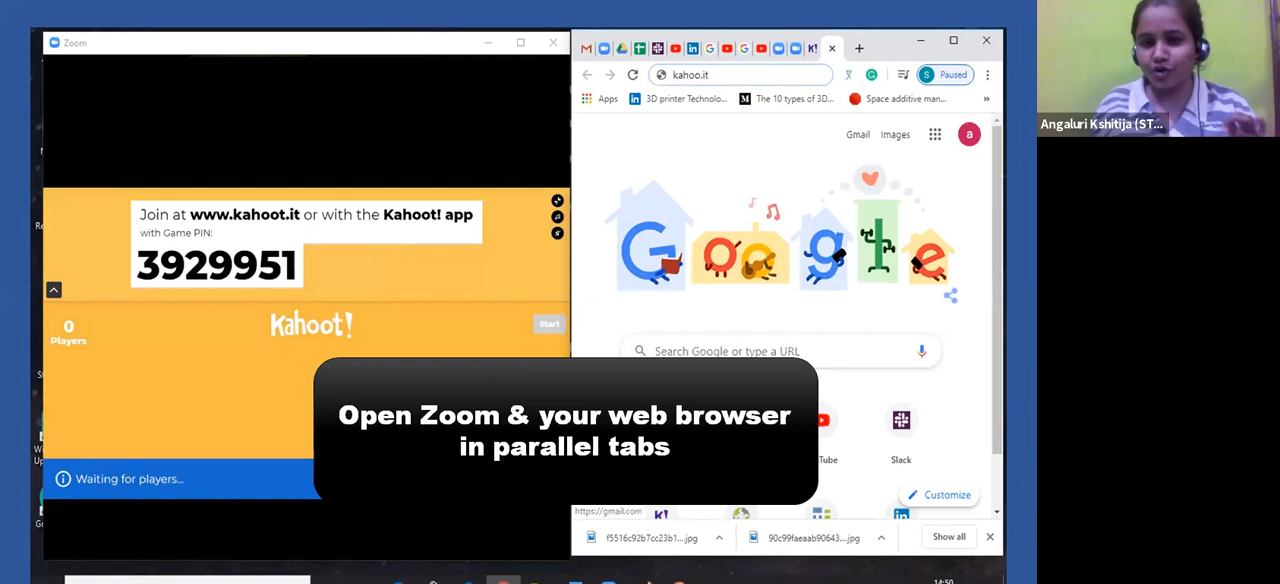 Zoom
Join at www.kahoot.it or with the Kahoot! app
with Game PIN:
3929951
0
Players
Kahoot!
Start
Waiting for players...
kahoo.it
Paused
Apps
3D printer Technolo...
The 10 types of 3D...
Space additive man...
Gmail
Images
a
Google
Search Google or type a URL
Tube
Slack
Customize
https://gmail.com
f5516c92b7cc23b1....jpg
90c99faeaab90643....jpg
Show all
Open Zoom & your web browser
in parallel tabs
Angaluri Kshitija (ST...
14:50